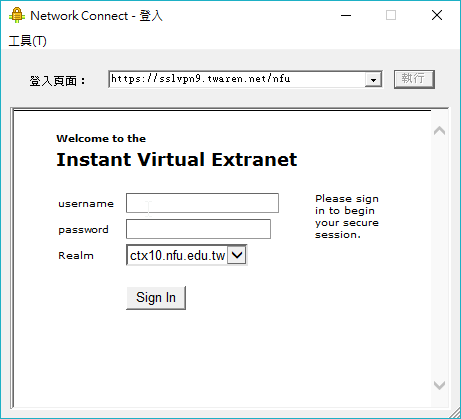 Network Connect - 登入
工具(T)
登入頁面： https://sslvpn9.twaren.net/nfu 執行
Welcome to the
Instant Virtual Extranet
username
password
Realm ctx10.nfu.edu.tw
Sign In
Please sign
in to begin
your secure
session.